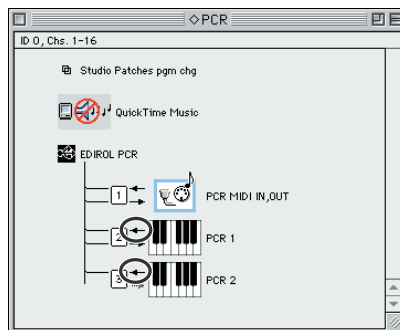 ◇PCR
ID 0, Chs. 1-16
Studio Patches pgm chg
QuickTime Music
EDIROL PCR
1
PCR MIDI IN,OUT
2
PCR 1
3
PCR 2